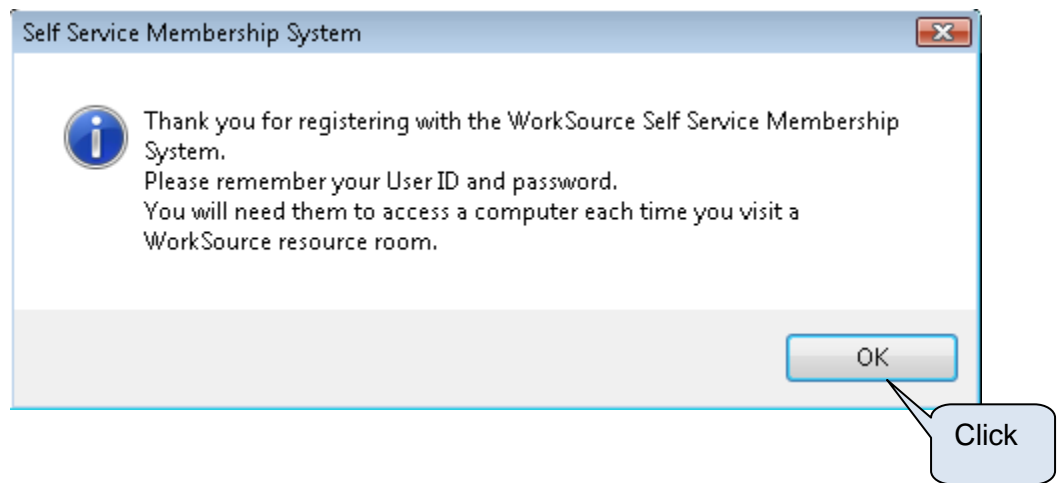 Self Service Membership System
Thank you for registering with the WorkSource Self Service Membership
System.
Please remember your User ID and password.
You will need them to access a computer each time you visit a
WorkSource resource room.
OK
Click